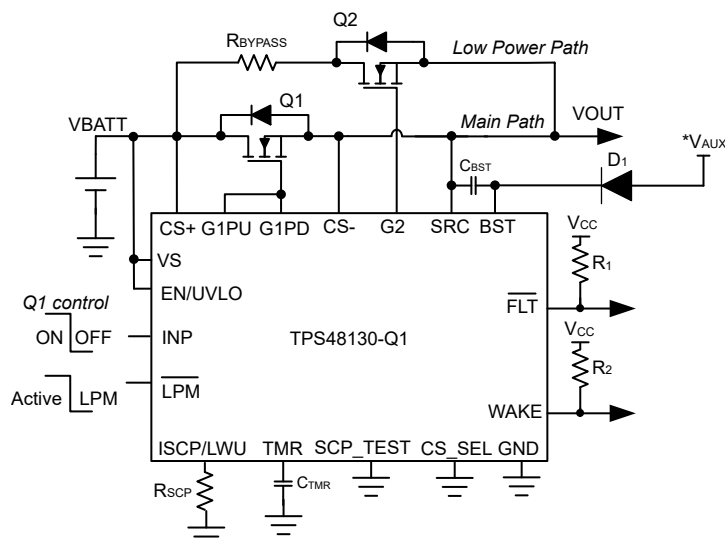 Q2
RBYPASS
Low Power Path
Q1
VBATT
Main Path
VOUT
*VAUX
CBST
D1
CS+ G1PU G1PD CS- G2 SRC BST
VS
EN/UVLO
Q1 control
ON OFF
INP
TPS48130-Q1
Active LPM
LPM
VCC
R1
FLT
VCC
R2
WAKE
ISCP/LWU TMR SCP_TEST CS_SEL GND
RSCP
CTMR